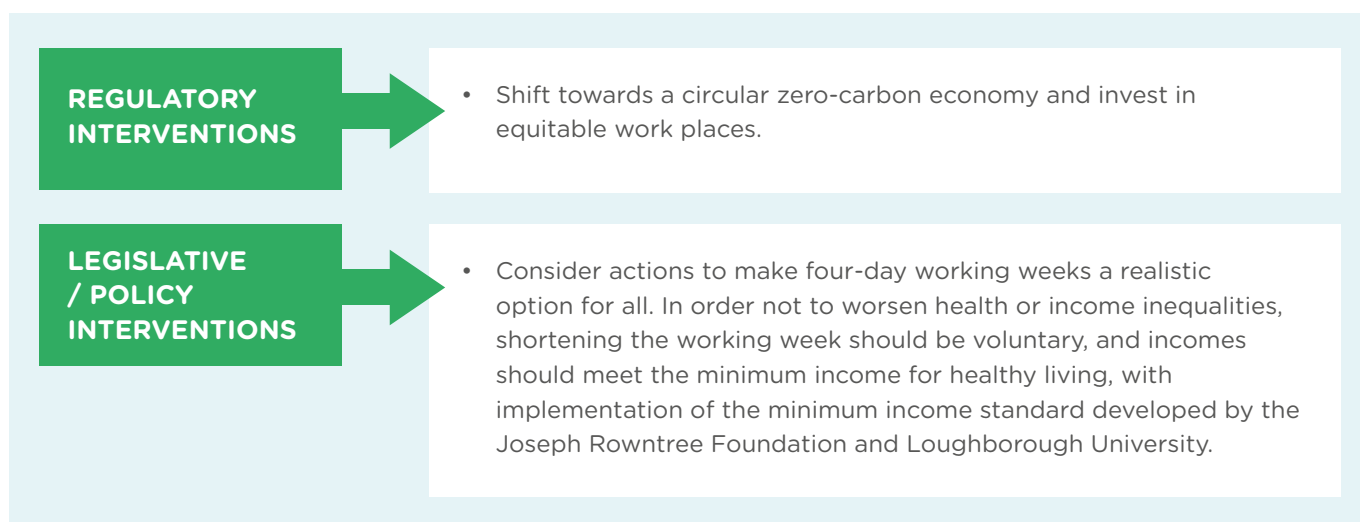 REGULATORY
INTERVENTIONS
• Shift towards a circular zero-carbon economy and invest in
equitable work places.
LEGISLATIVE
/ POLICY
INTERVENTIONS
• Consider actions to make four-day working weeks a realistic
option for all. In order not to worsen health or income inequalities,
shortening the working week should be voluntary, and incomes
should meet the minimum income for healthy living, with
implementation of the minimum income standard developed by the
Joseph Rowntree Foundation and Loughborough University.